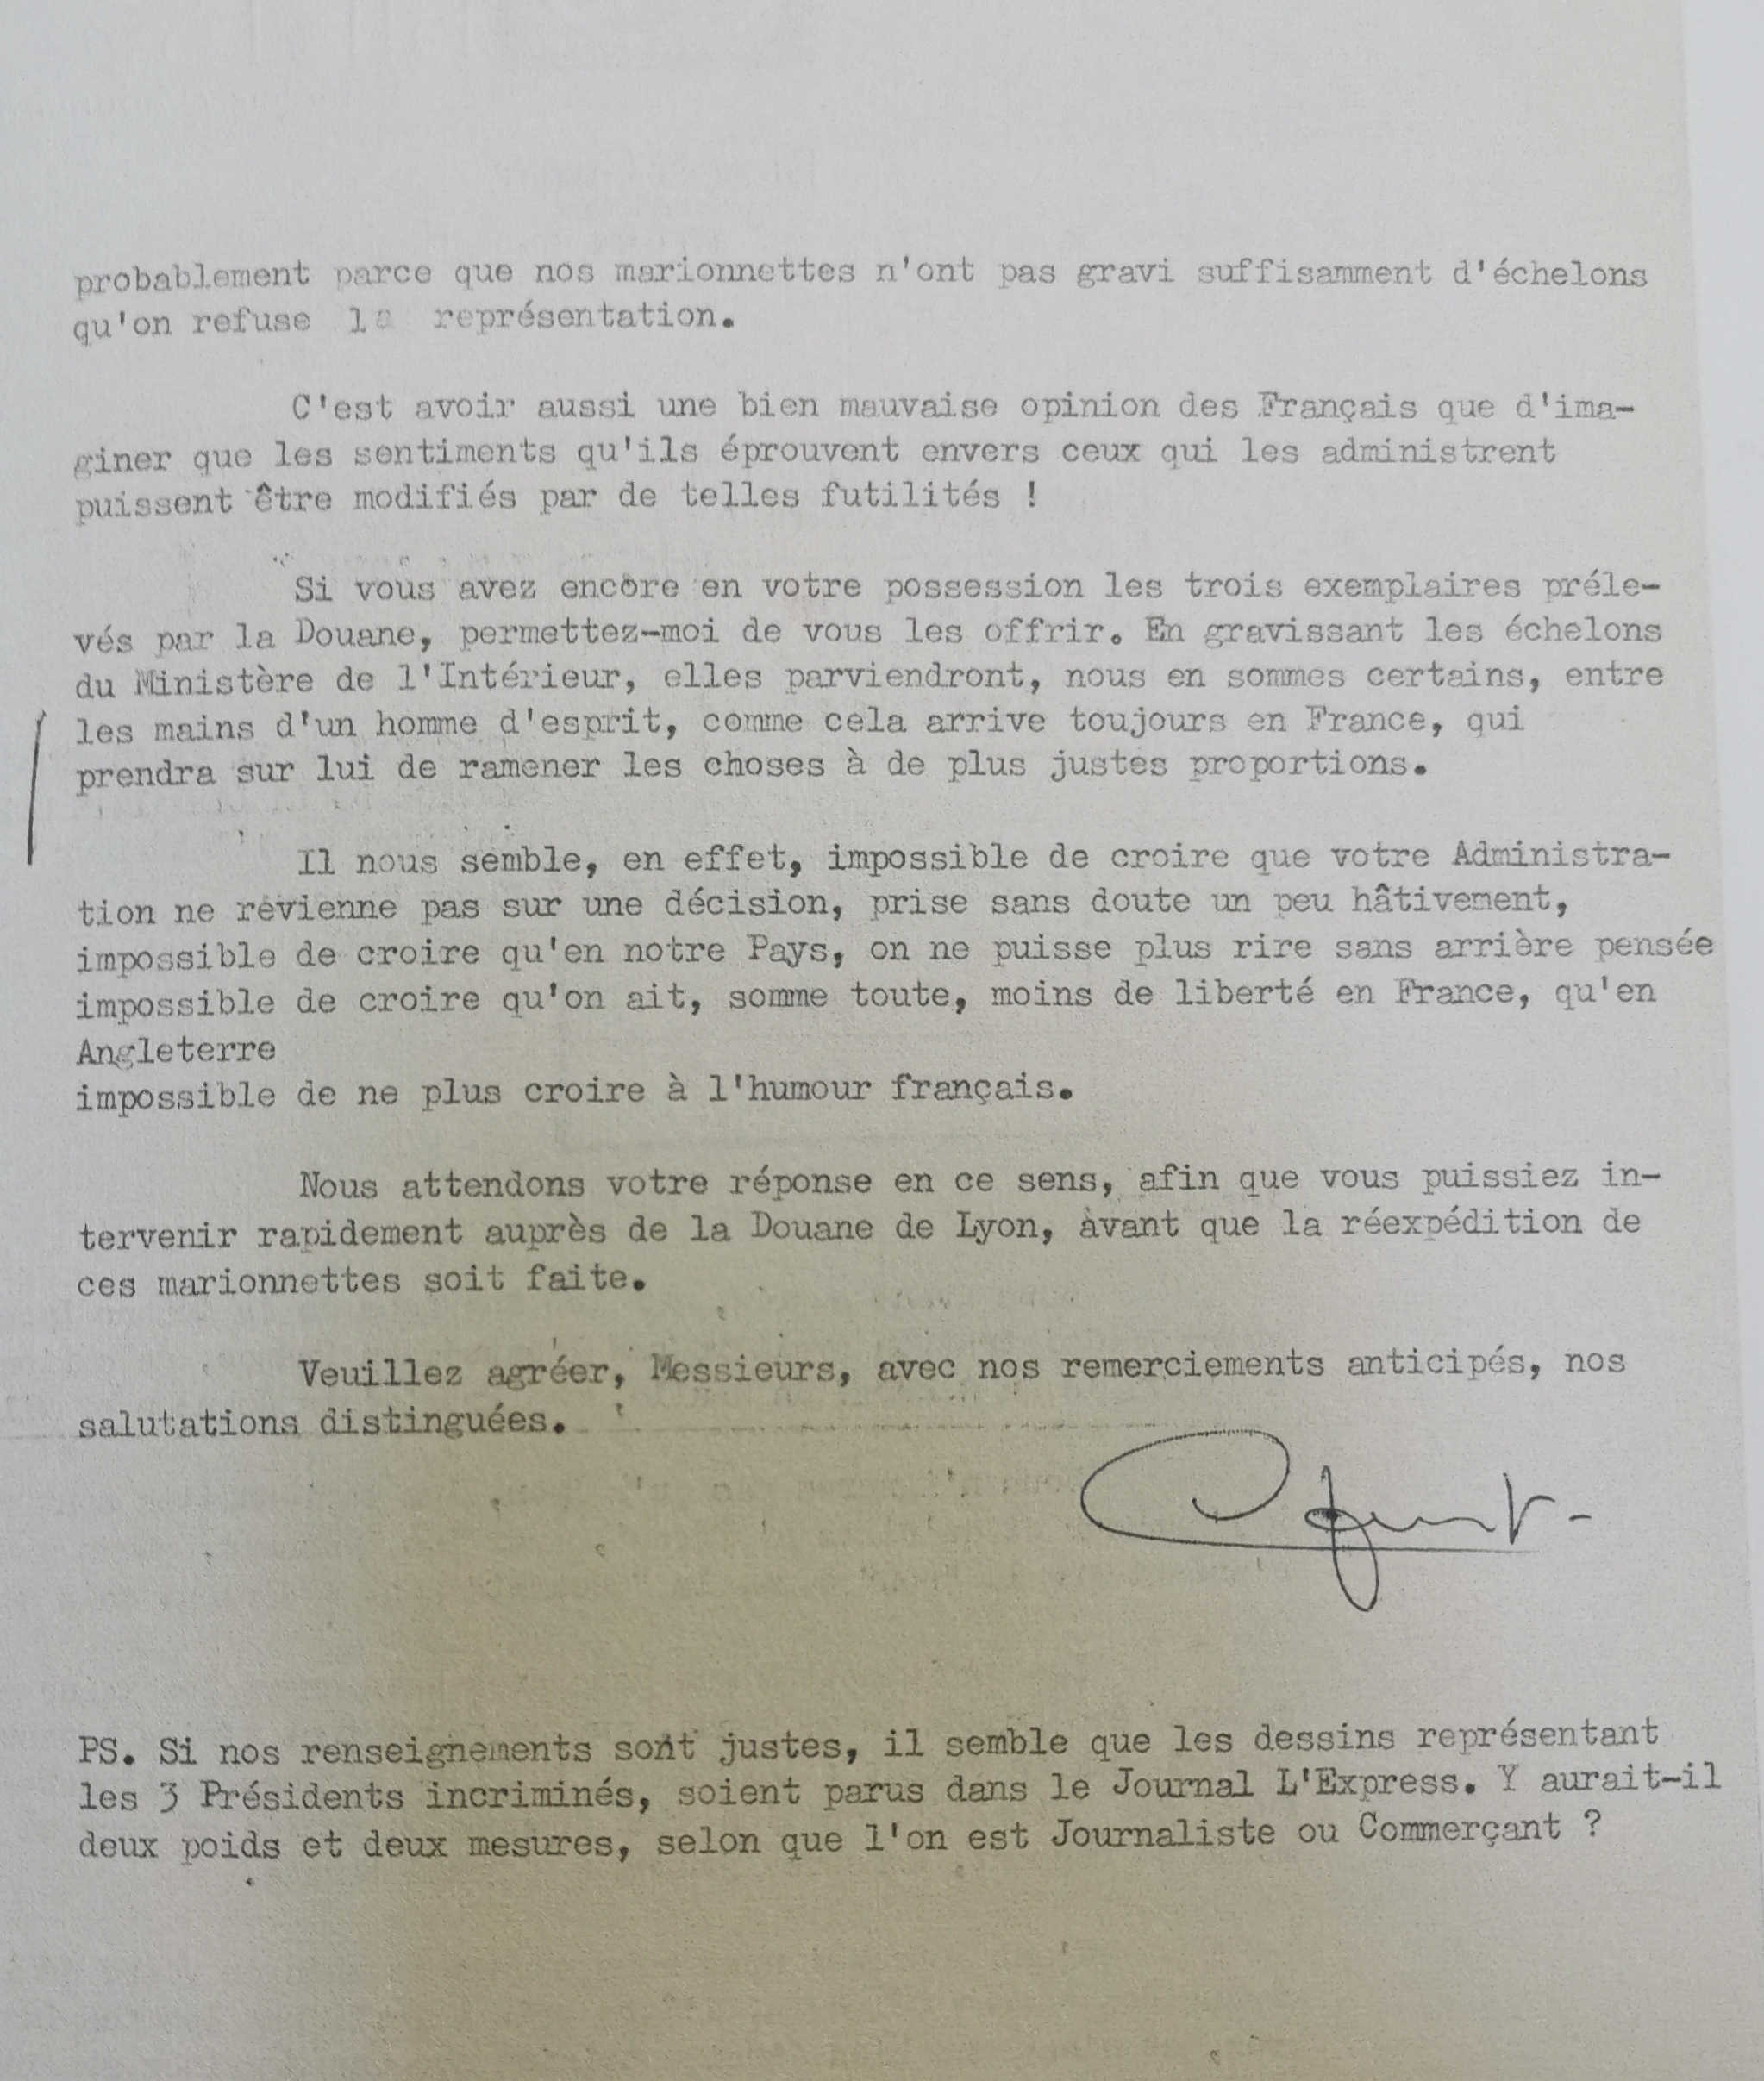 probablement parce que nos marionnettes n'ont pas gravi suffisamment d'échelons
qu'on refuse la représentation.
C'est avoir aussi une bien mauvaise opinion des Français que d'ima-
giner que les sentiments qu'ils éprouvent envers ceux qui les administrent
puissent être modifiés par de telles futilités !
Si vous avez encore en votre possession les trois exemplaires préle-
vés par la Douane, permettez-moi de vous les offrir. En gravissant les échelons
du Ministère de l'Intérieur, elles parviendront, nous en sommes certains, entre
les mains d'un homme d'esprit, comme cela arrive toujours en France, qui
prendra sur lui de ramener les choses à de plus justes proportions.
Il nous semble, en effet, impossible de croire que votre Administra-
tion ne revienne pas sur une décision, prise sans doute un peu hâtivement,
impossible de croire qu'en notre Pays, on ne puisse plus rire sans arrière pensée
impossible de croire qu'on ait, somme toute, moins de liberté en France, qu'en
Angleterre
impossible de ne plus croire à l'humour français.
Nous attendons votre réponse en ce sens, afin que vous puissiez in-
tervenir rapidement auprès de la Douane de Lyon, avant que la réexpédition de
ces marionnettes soit faite.
Veuillez agréer, Messieurs, avec nos remerciements anticipés, nos
salutations distinguées.
PS. Si nos renseignements sont justes, il semble que les dessins représentant
les 3 Présidents incriminés, soient parus dans le Journal L'Express. Y aurait-il
deux poids et deux mesures, selon que l'on est Journaliste ou Commerçant ?